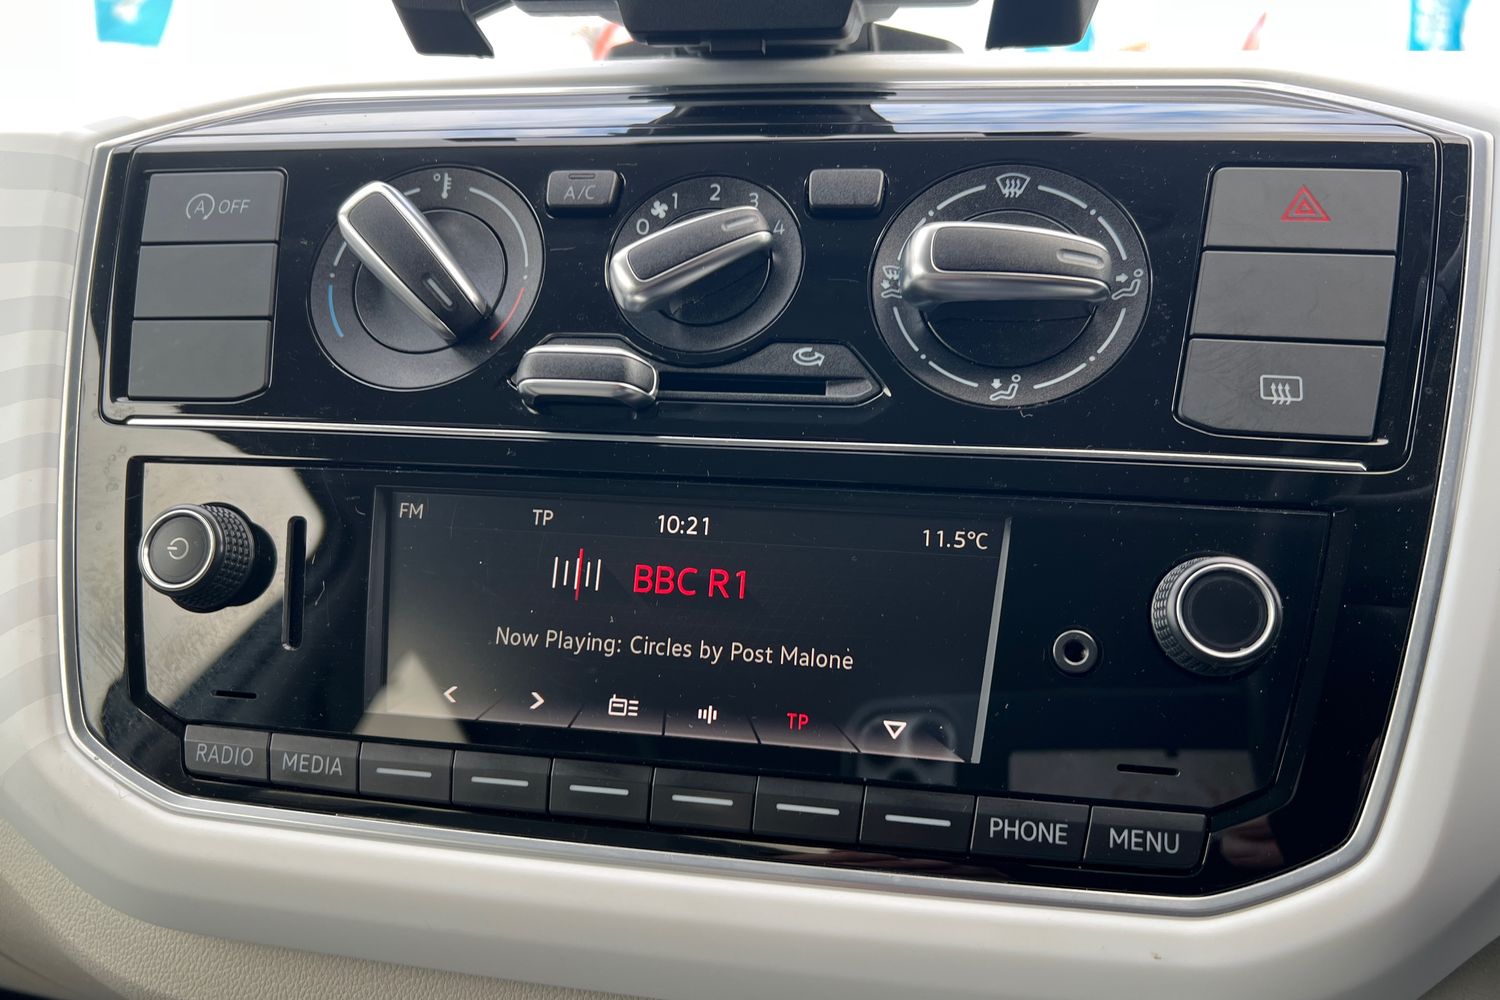 A OFF
A/C
0 1 2 3 4
FM TP 10:21 11.5°C
BBC R1
Now Playing: Circles by Post Malone
TP
RADIO MEDIA PHONE MENU